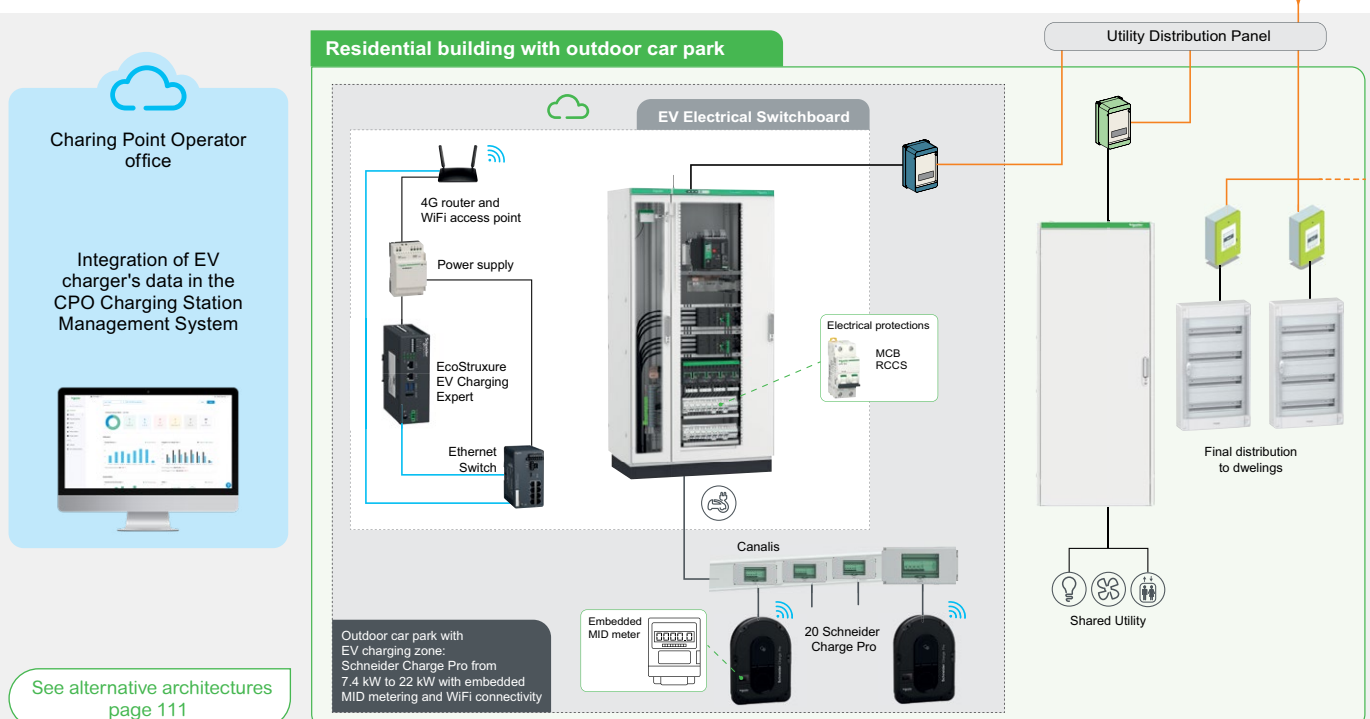 Utility Distribution Panel
Residential building with outdoor car park
EV Electrical Switchboard
Charing Point Operator
office
Integration of EV
charger's data in the
CPO Charging Station
Management System
4G router and
WiFi access point
Power supply
EcoStruxure
EV Charging
Expert
Ethernet
Switch
Electrical protections
MCB
RCCS
Final distribution
to dwelings
Canalis
Shared Utility
Embedded
MID meter
20 Schneider
Charge Pro
Outdoor car park with
EV charging zone:
Schneider Charge Pro from
7.4 kW to 22 kW with embedded
MID metering and WiFi connectivity
See alternative architectures
page 111